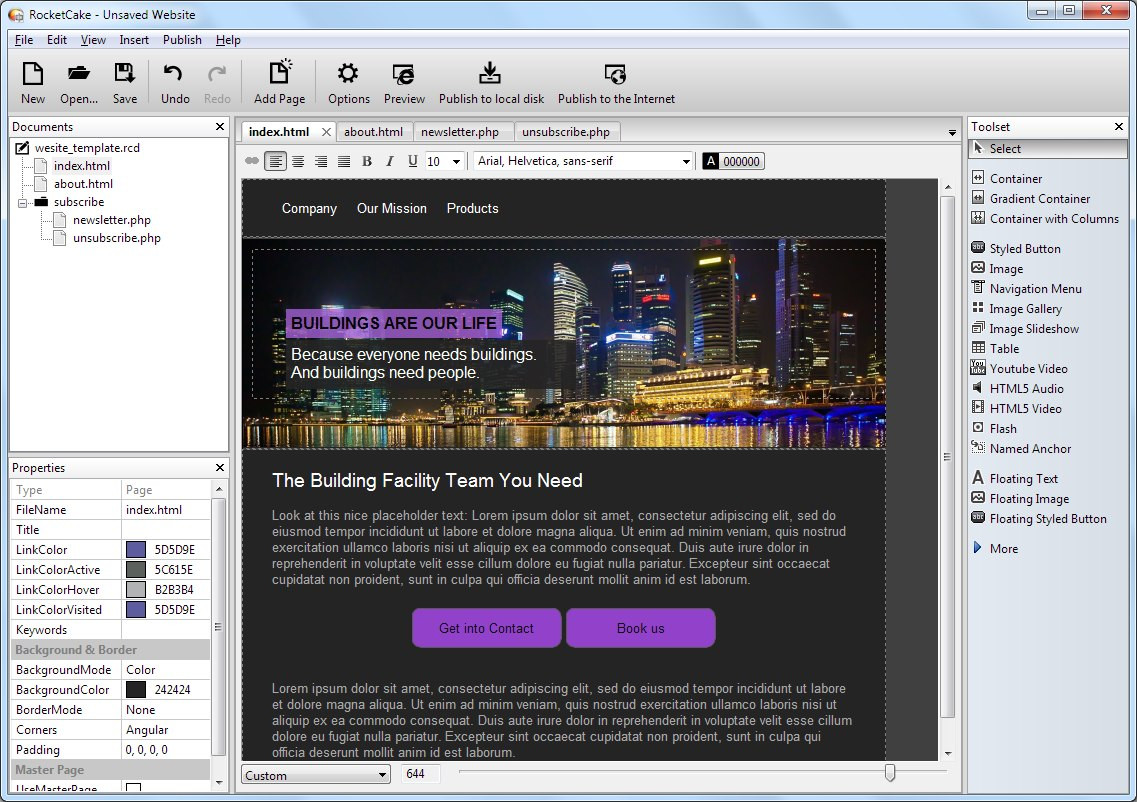 RocketCake - Unsaved Website
File Edit View Insert Publish Help
New Open... Save Undo Redo Add Page Options Preview Publish to local disk Publish to the Internet
Documents
wesite_template.rcd
index.html
about.html
subscribe
newsletter.php
unsubscribe.php
Properties
Type Page
FileName index.html
Title
LinkColor 5D5D9E
LinkColorActive 5C615E
LinkColorHover B2B3B4
LinkColorVisited 5D5D9E
Keywords
Background & Border
BackgroundMode Color
BackgroundColor 242424
BorderMode None
Corners Angular
Padding 0, 0, 0, 0
Master Page
UseMasterPage
index.html about.html newsletter.php unsubscribe.php
B I U 10 Arial, Helvetica, sans-serif A 000000
Company Our Mission Products
BUILDINGS ARE OUR LIFE
Because everyone needs buildings.
And buildings need people.
The Building Facility Team You Need
Look at this nice placeholder text: Lorem ipsum dolor sit amet, consectetur adipiscing elit, sed do
eiusmod tempor incididunt ut labore et dolore magna aliqua. Ut enim ad minim veniam, quis nostrud
exercitation ullamco laboris nisi ut aliquip ex ea commodo consequat. Duis aute irure dolor in
reprehenderit in voluptate velit esse cillum dolore eu fugiat nulla pariatur. Excepteur sint occaecat
cupidatat non proident, sunt in culpa qui officia deserunt mollit anim id est laborum.
Get into Contact Book us
Lorem ipsum dolor sit amet, consectetur adipiscing elit, sed do eiusmod tempor incididunt ut labore
et dolore magna aliqua. Ut enim ad minim veniam, quis nostrud exercitation ullamco laboris nisi ut
aliquip ex ea commodo consequat. Duis aute irure dolor in reprehenderit in voluptate velit esse cillum
dolore eu fugiat nulla pariatur. Excepteur sint occaecat cupidatat non proident, sunt in culpa qui
officia deserunt mollit anim id est laborum.
Custom 644
Toolset
Select
Container
Gradient Container
Container with Columns
Styled Button
Image
Navigation Menu
Image Gallery
Image Slideshow
Table
Youtube Video
HTML5 Audio
HTML5 Video
Flash
Named Anchor
A Floating Text
Floating Image
Floating Styled Button
More